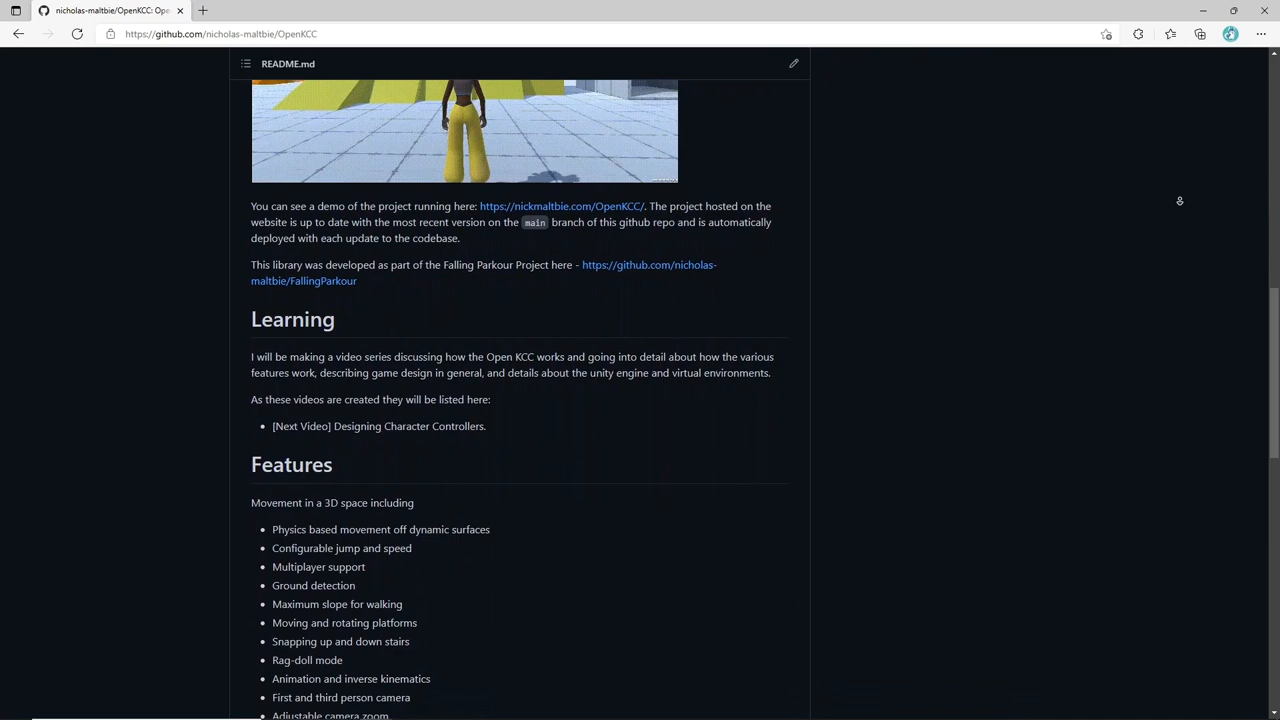 nicholas-maltbie/OpenKCC: Ope
https://github.com/nicholas-maltbie/OpenKCC
README.md
You can see a demo of the project running here: https://nickmaltbie.com/OpenKCC/. The project hosted on the
website is up to date with the most recent version on the main branch of this github repo and is automatically
deployed with each update to the codebase.
This library was developed as part of the Falling Parkour Project here - https://github.com/nicholas-
maltbie/FallingParkour
Learning
I will be making a video series discussing how the Open KCC works and going into detail about how the various
features work, describing game design in general, and details about the unity engine and virtual environments.
As these videos are created they will be listed here:
[Next Video] Designing Character Controllers.
Features
Movement in a 3D space including
Physics based movement off dynamic surfaces
Configurable jump and speed
Multiplayer support
Ground detection
Maximum slope for walking
Moving and rotating platforms
Snapping up and down stairs
Rag-doll mode
Animation and inverse kinematics
First and third person camera
Adjustable camera zoom